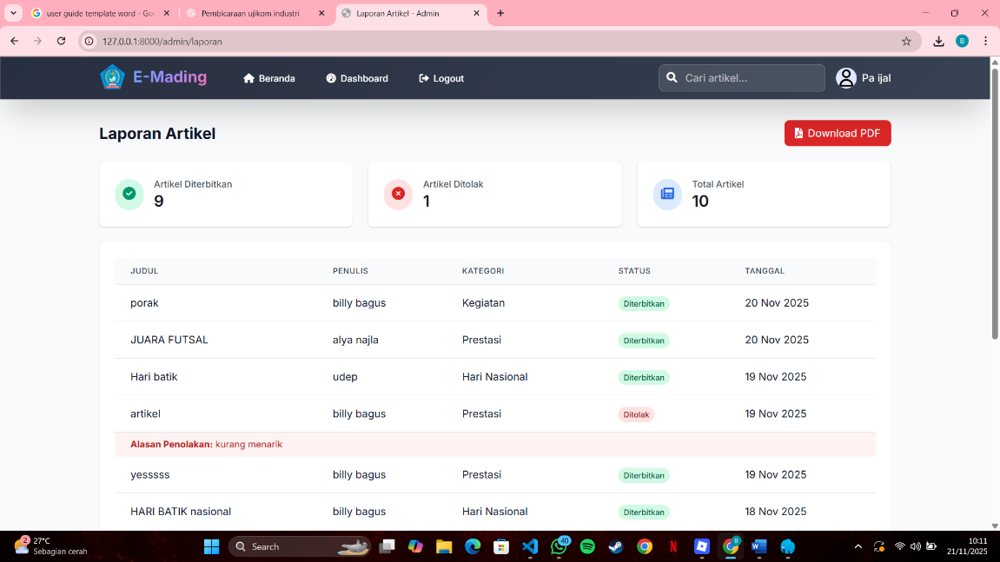 user guide template word - Goo
Pembicaraan ujikom industri
Laporan Artikel - Admin
127.0.0.1:8000/admin/laporan
B
E-Mading
Beranda
Dashboard
Logout
Cari artikel...
Pa ijal
Laporan Artikel
Download PDF
Artikel Diterbitkan
9
Artikel Ditolak
1
Total Artikel
10
JUDUL PENULIS KATEGORI STATUS TANGGAL
porak billy bagus Kegiatan Diterbitkan 20 Nov 2025
JUARA FUTSAL alya najla Prestasi Diterbitkan 20 Nov 2025
Hari batik udep Hari Nasional Diterbitkan 19 Nov 2025
artikel billy bagus Prestasi Ditolak 19 Nov 2025
Alasan Penolakan: kurang menarik
yesssss billy bagus Prestasi Diterbitkan 19 Nov 2025
HARI BATIK nasional billy bagus Hari Nasional Diterbitkan 18 Nov 2025
2
27°C
Sebagian cerah
Search
40
10:11
21/11/2025